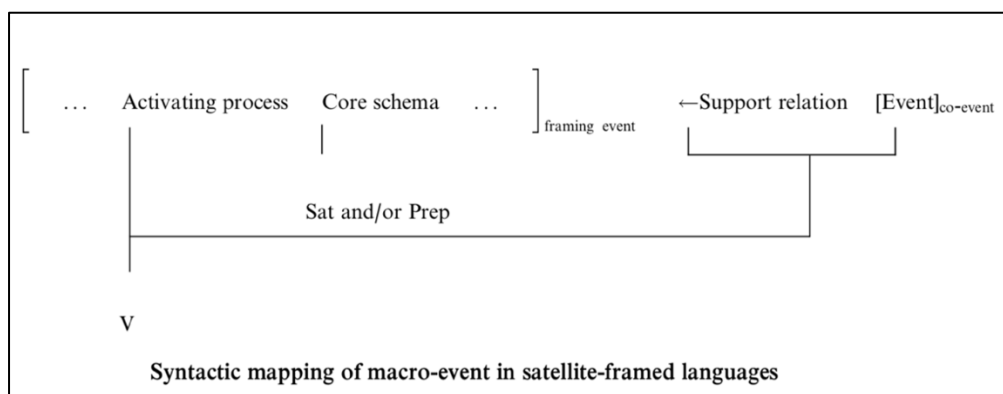 [ ... Activating process Core schema ... ]framing event ←Support relation [Event]co-event
Sat and/or Prep
V
Syntactic mapping of macro-event in satellite-framed languages